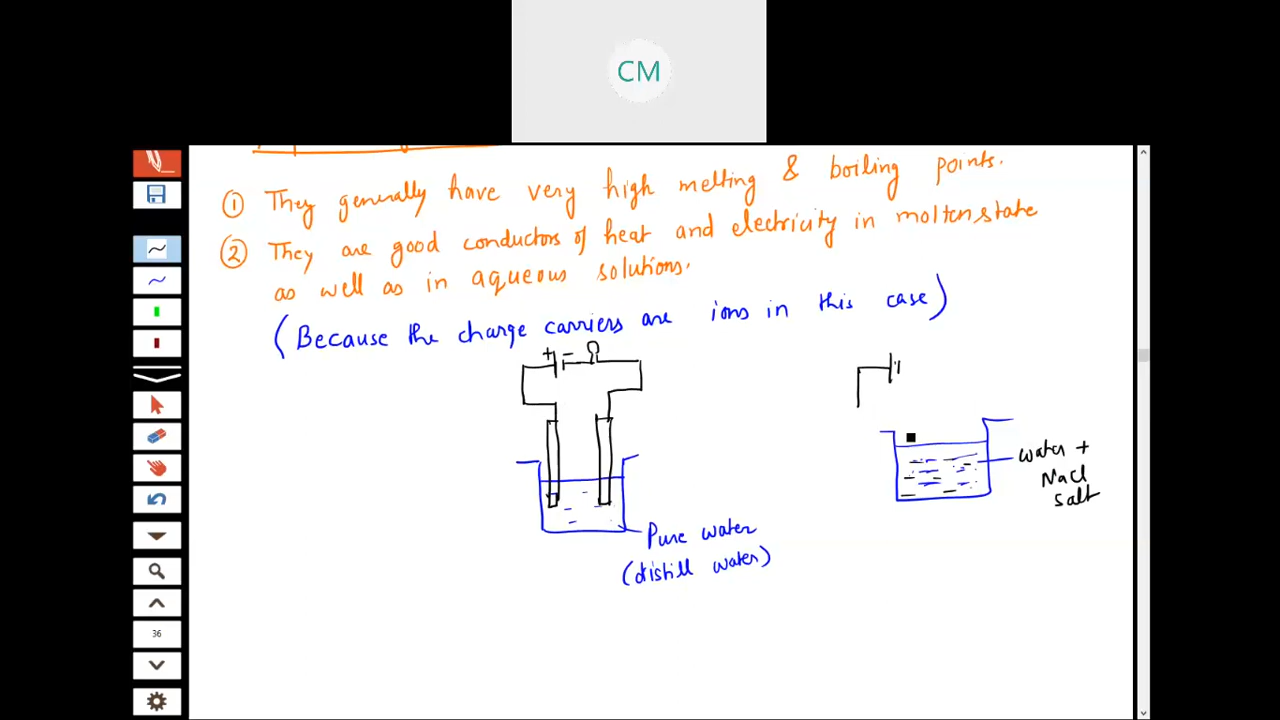 CM
① They generally have very high melting & boiling points.
② They are good conductors of heat and electricity in molten state
as well as in aqueous solutions.
(Because the charge carriers are ions in this case)
+ -
water +
NaCl
salt
Pure water
(distill water)
36